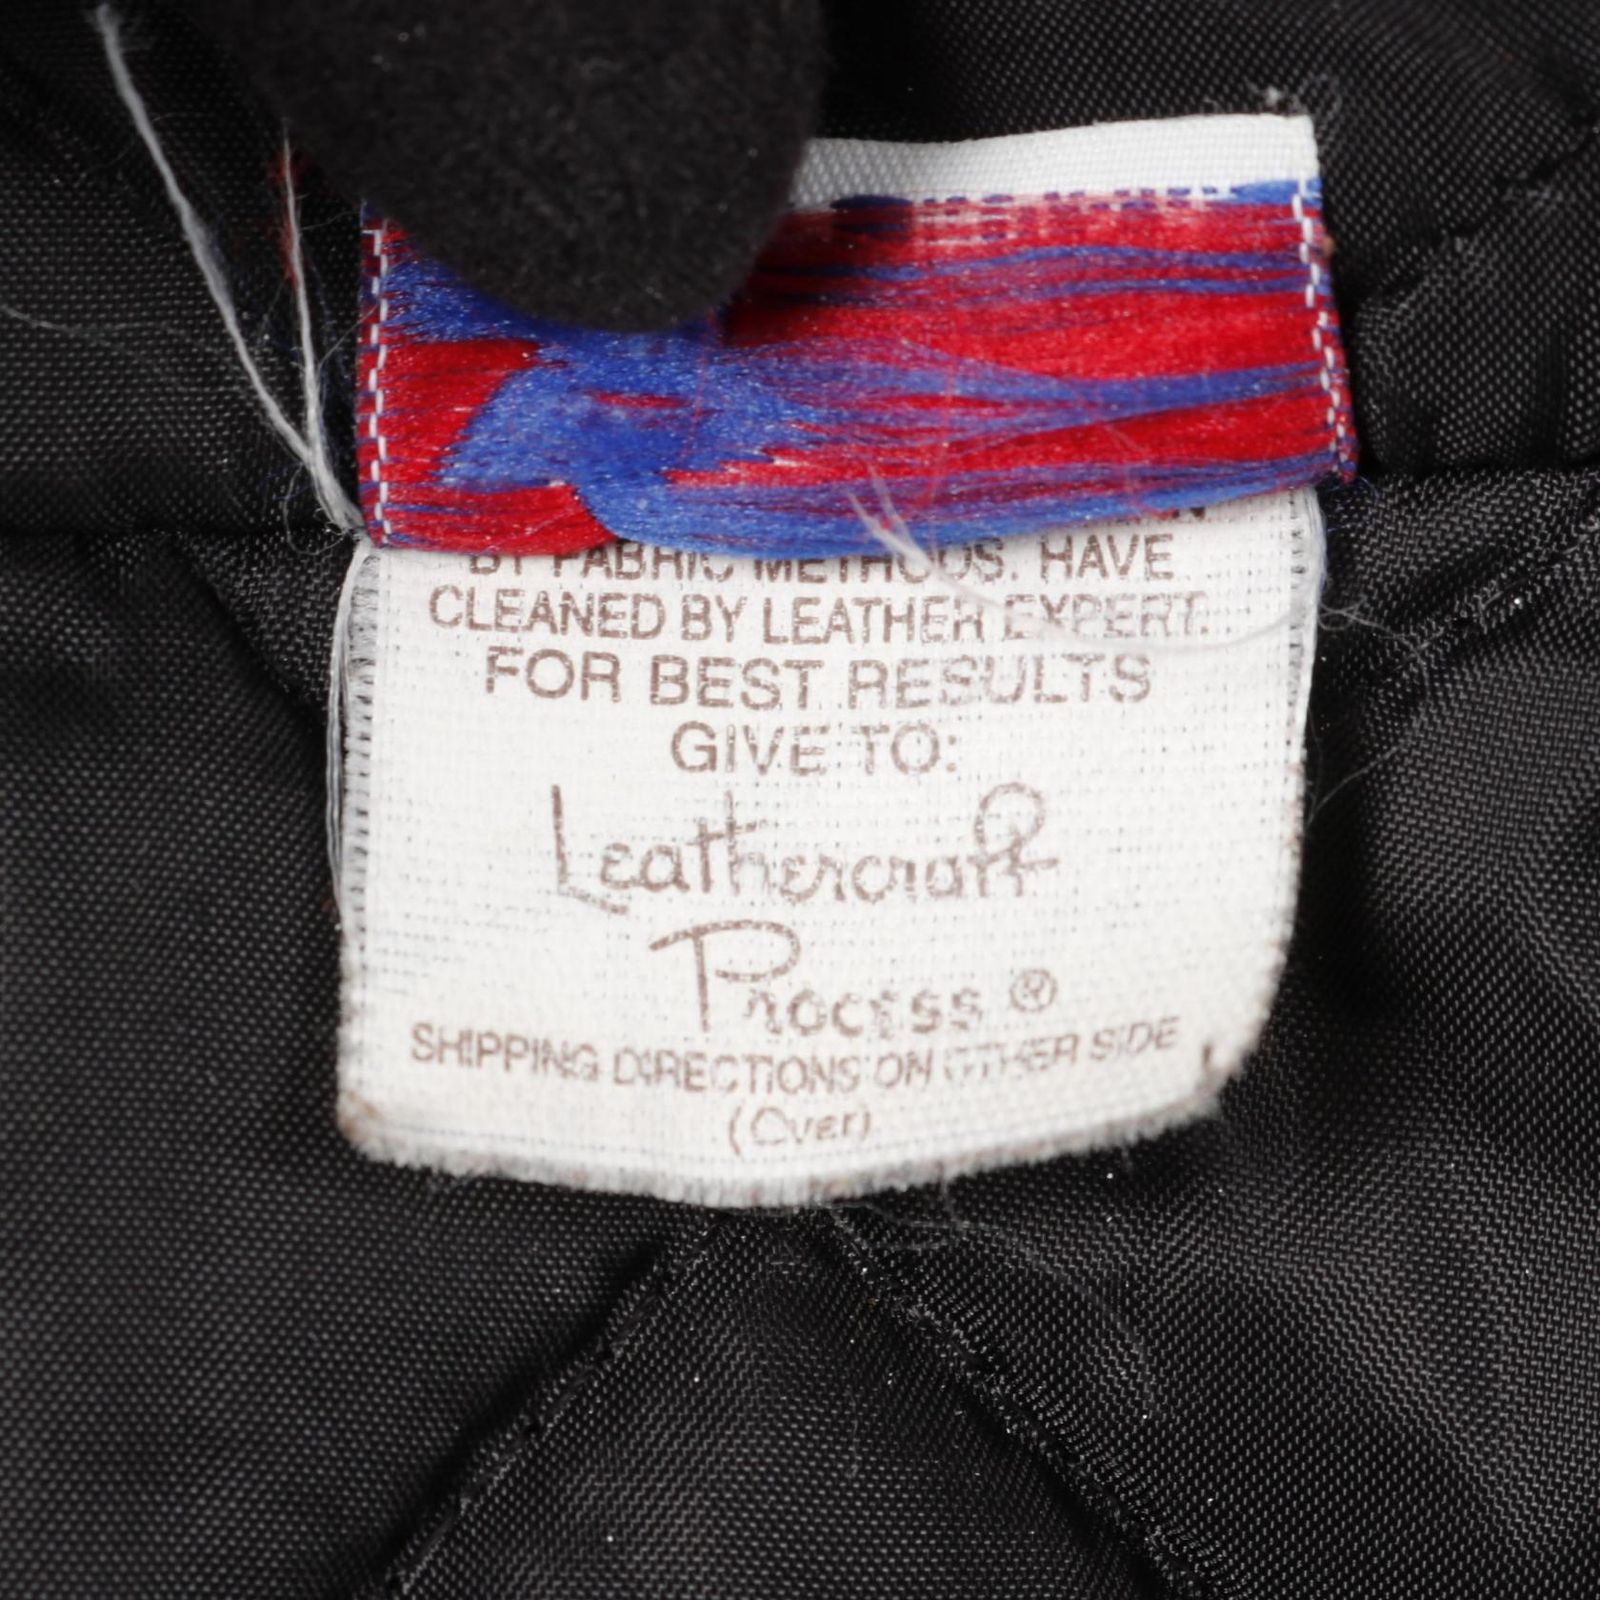 BY FABRIC METHODS. HAVE
CLEANED BY LEATHER EXPERT.
FOR BEST RESULTS
GIVE TO:
Leathercraft
Process ®
SHIPPING DIRECTIONS ON OTHER SIDE
(Over)